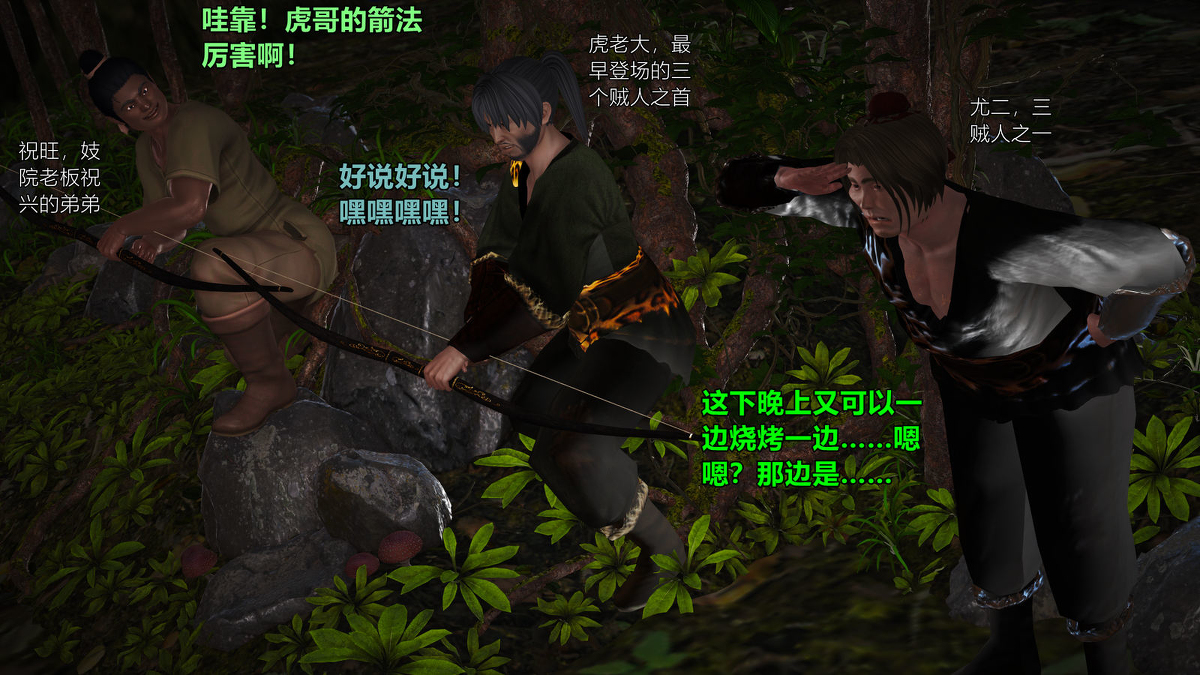 哇靠！虎哥的箭法
厉害啊！
虎老大，最
早登场的三
个贼人之首
尤二，三
贼人之一
祝旺，妓
院老板祝
兴的弟弟
好说好说！
嘿嘿嘿嘿！
这下晚上又可以一
边烧烤一边……嗯
嗯？那边是……